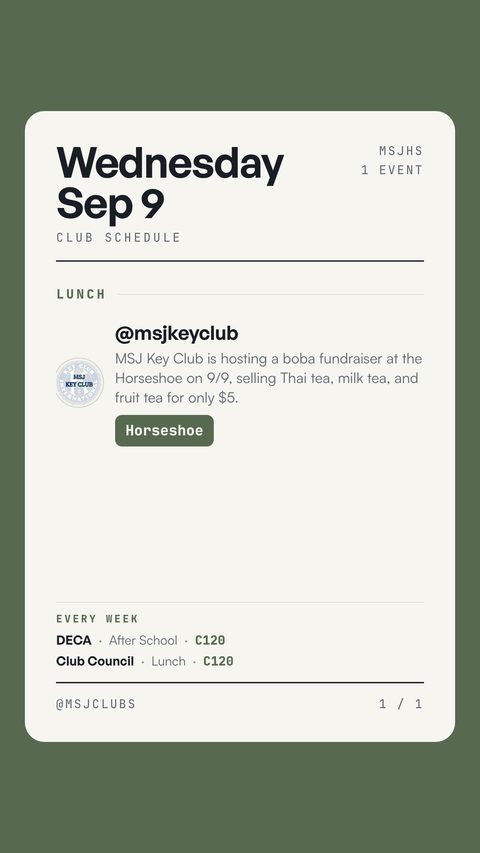 Wednesday
Sep 9
MSJHS
1 EVENT
CLUB SCHEDULE
LUNCH
@msjkeyclub
MSJ Key Club is hosting a boba fundraiser at the
Horseshoe on 9/9, selling Thai tea, milk tea, and
fruit tea for only $5.
MSJ
KEY CLUB
Horseshoe
EVERY WEEK
DECA · After School · C120
Club Council · Lunch · C120
@MSJCLUBS
1 / 1